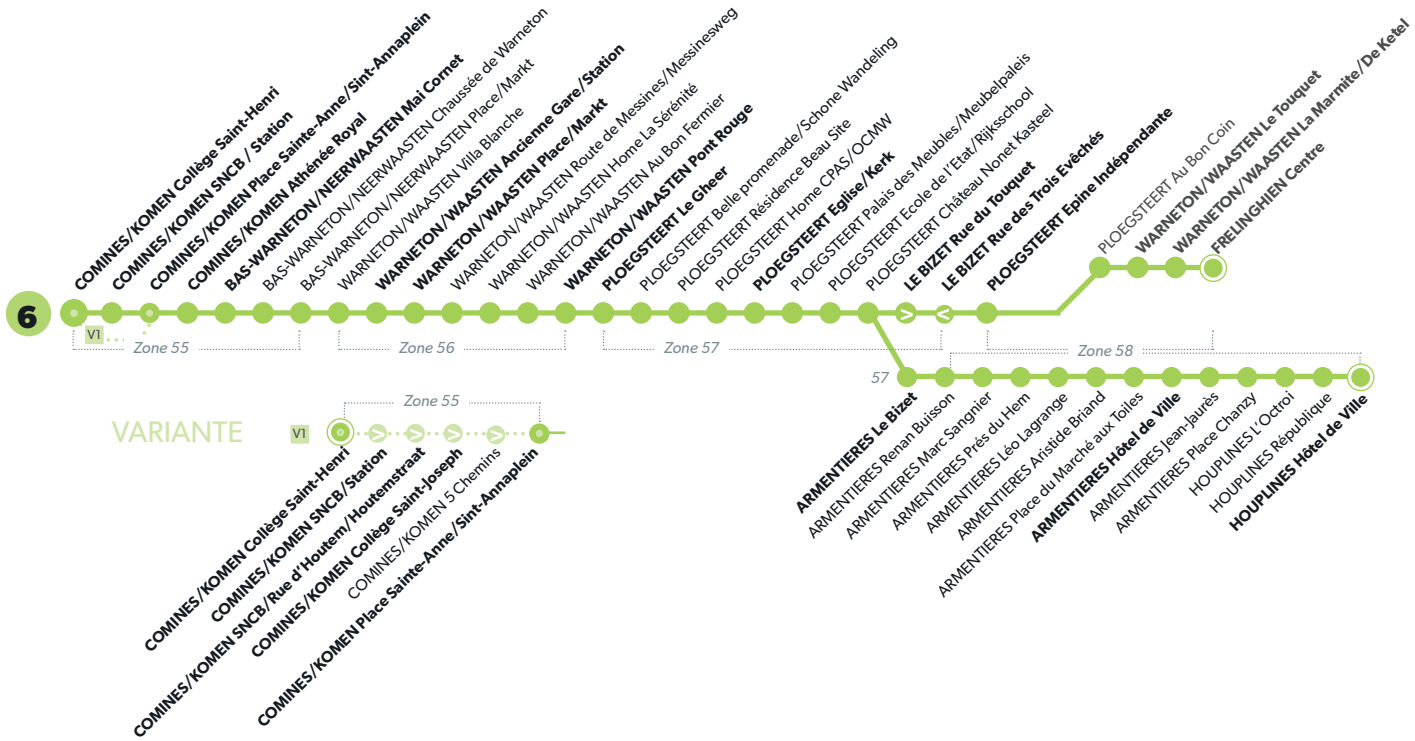 6
COMINES/KOMEN Collège Saint-Henri
COMINES/KOMEN SNCB / Station
COMINES/KOMEN Place Sainte-Anne/Sint-Annaplein
COMINES/KOMEN Athénée Royal
BAS-WARNETON/NEERWAASTEN Mai Cornet
BAS-WARNETON/NEERWAASTEN Chaussée de Warneton
BAS-WARNETON/NEERWAASTEN Place/Markt
WARNETON/WAASTEN Villa Blanche
WARNETON/WAASTEN Ancienne Gare/Station
WARNETON/WAASTEN Place/Markt
WARNETON/WAASTEN Route de Messines/Messinesweg
WARNETON/WAASTEN Home La Sérénité
WARNETON/WAASTEN Au Bon Fermier
WARNETON/WAASTEN Pont Rouge
PLOEGSTEERT Le Gheer
PLOEGSTEERT Belle promenade/Schone Wandeling
PLOEGSTEERT Résidence Beau Site
PLOEGSTEERT Home CPAS/OCMW
PLOEGSTEERT Eglise/Kerk
PLOEGSTEERT Palais des Meubles/Meubelpaleis
PLOEGSTEERT Ecole de l'Etat/Rijksschool
PLOEGSTEERT Château Nonet Kasteel
LE BIZET Rue du Touquet
LE BIZET Rue des Trois Evêchés
PLOEGSTEERT Epine Indépendante
PLOEGSTEERT Au Bon Coin
WARNETON/WAASTEN Le Touquet
WARNETON/WAASTEN La Marmite/De Ketel
FRELINGHIEN Centre
V1
Zone 55
Zone 56
Zone 57
Zone 58
57
ARMENTIERES Le Bizet
ARMENTIERES Renan Buisson
ARMENTIERES Marc Sangnier
ARMENTIERES Prés du Hem
ARMENTIERES Léo Lagrange
ARMENTIERES Aristide Briand
ARMENTIERES Place du Marché aux Toiles
ARMENTIERES Hôtel de Ville
ARMENTIERES Jean-Jaurès
ARMENTIERES Place Chanzy
HOUPLINES L'Octroi
HOUPLINES République
HOUPLINES Hôtel de Ville
VARIANTE
V1
Zone 55
COMINES/KOMEN Collège Saint-Henri
COMINES/KOMEN SNCB/Station
COMINES/KOMEN SNCB/Rue d'Houtem/Houtemstraat
COMINES/KOMEN Collège Saint-Joseph
COMINES/KOMEN 5 Chemins
COMINES/KOMEN Place Sainte-Anne/Sint-Annaplein